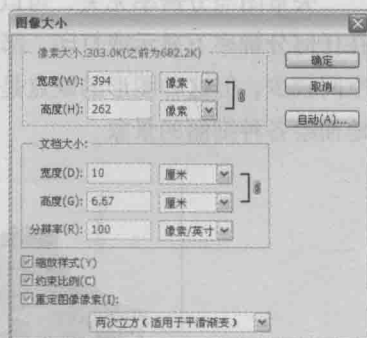 图像大小
像素大小:303.0K(之前为682.2K)
确定
宽度(W): 394 像素
取消
高度(H): 262 像素
自动(A)...
文档大小:
宽度(D): 10 厘米
高度(G): 6.67 厘米
分辨率(R): 100 像素/英寸
缩放样式(Y)
约束比例(C)
重定图像像素(I):
两次立方(适用于平滑渐变)